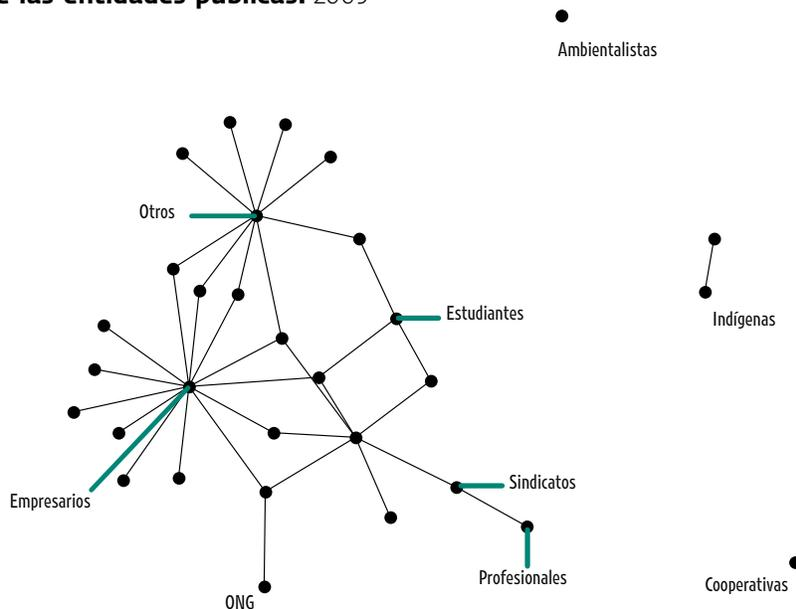 las entidades públicas. 2009
Ambientalistas
Otros
Estudiantes
Indígenas
Empresarios
Sindicatos
Profesionales
Cooperativas
ONG